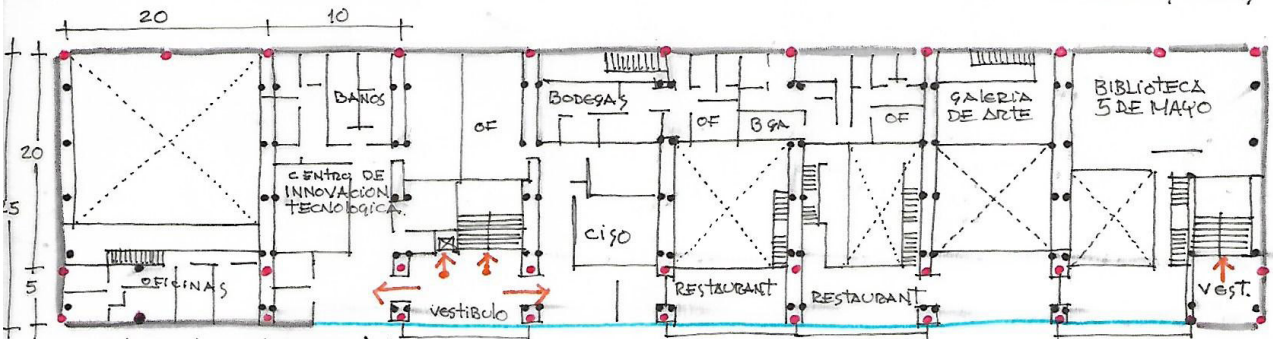 20
10
BAÑOS
BODEGAS
OF
OF
BGA
OF
GALERIA
DE ARTE
BIBLIOTECA
5 DE MAYO
20
5
5
CENTRO DE
INNOVACION
TECNOLOGICA
CISO
OFICINAS
VESTIBULO
RESTAURANT
RESTAURANT
VEST.